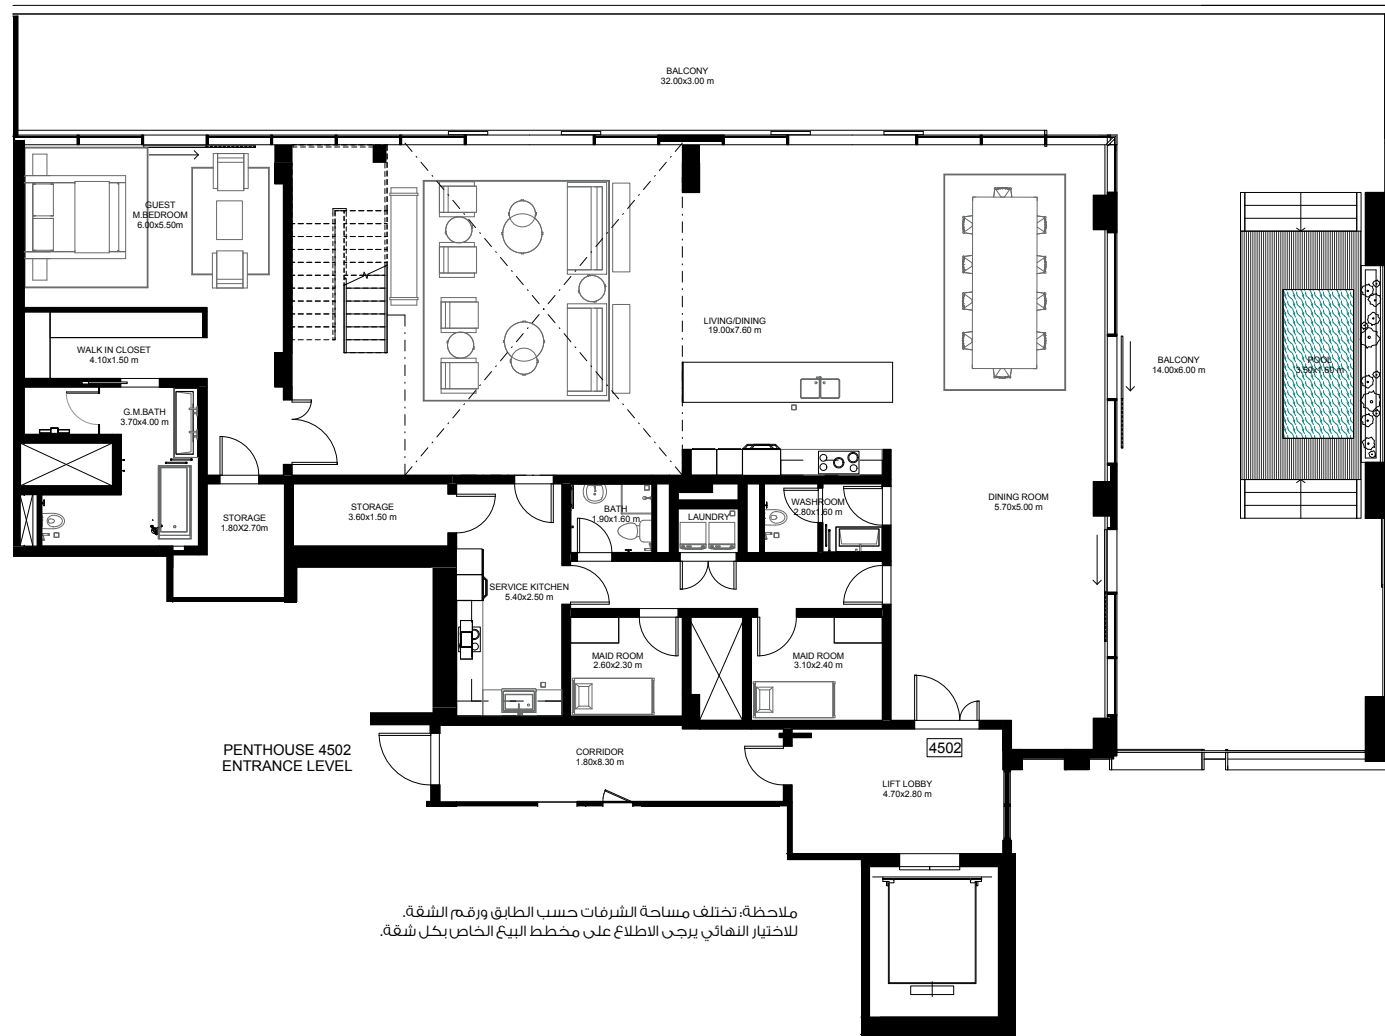 BALCONY
32.00x3.00 m
GUEST
M.BEDROOM
6.00x5.50m
LIVING/DINING
19.00x7.60 m
WALK IN CLOSET
4.10x1.50 m
BALCONY
14.00x6.00 m
POOL
3.50x1.60 m
G.M.BATH
3.70x4.00 m
STORAGE
1.80X2.70m
STORAGE
3.60x1.50 m
BATH
1.90x1.60 m
LAUNDRY
WASHROOM
2.80x1.60 m
DINING ROOM
5.70x5.00 m
SERVICE KITCHEN
5.40x2.50 m
MAID ROOM
2.60x2.30 m
MAID ROOM
3.10x2.40 m
PENTHOUSE 4502
ENTRANCE LEVEL
CORRIDOR
1.80x8.30 m
4502
LIFT LOBBY
4.70x2.80 m
ملاحظة: تختلف مساحة الشرفات حسب الطابق ورقم الشقة.
للاختيار النهائي يرجى الاطلاع على مخطط البيع الخاص بكل شقة.